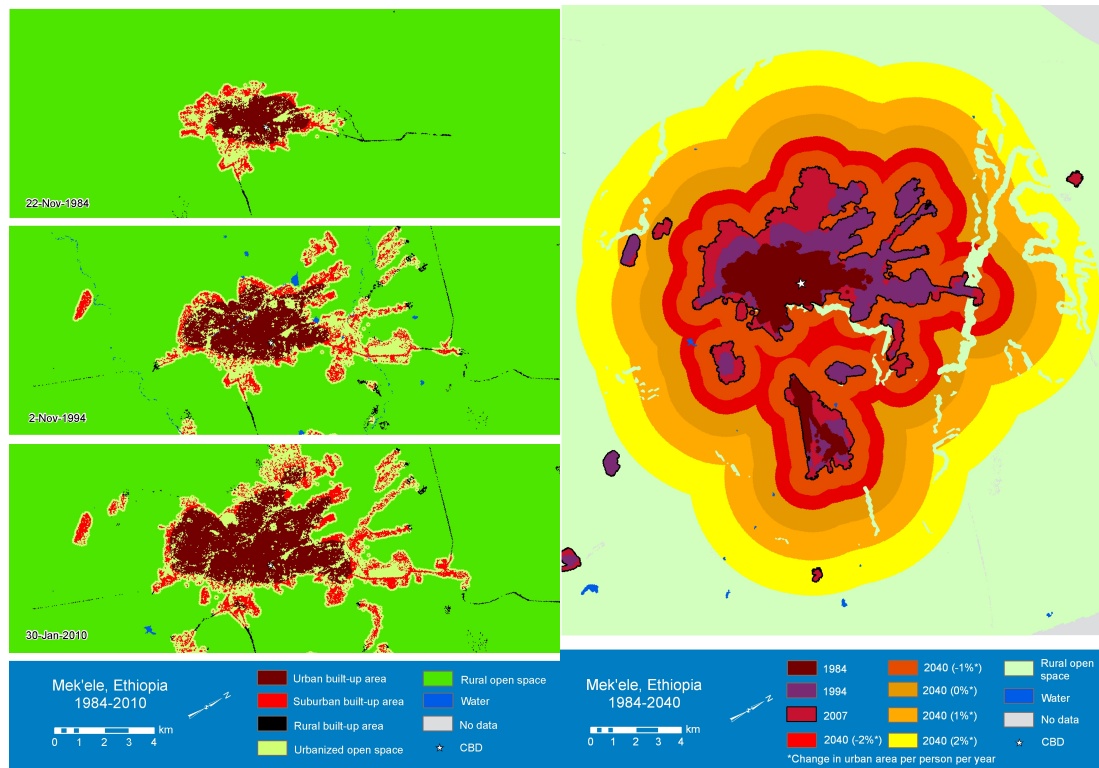 22-Nov-1984
2-Nov-1994
30-Jan-2010
Mek'ele, Ethiopia
1984-2010
N
0 1 2 3 4 km
Urban built-up area
Suburban built-up area
Rural built-up area
Urbanized open space
Rural open space
Water
No data
CBD
Mek'ele, Ethiopia
1984-2040
N
0 1 2 3 4 km
1984
1994
2007
2040 (-2%*)
2040 (-1%*)
2040 (0%*)
2040 (1%*)
2040 (2%*)
Rural open
space
Water
No data
CBD
*Change in urban area per person per year